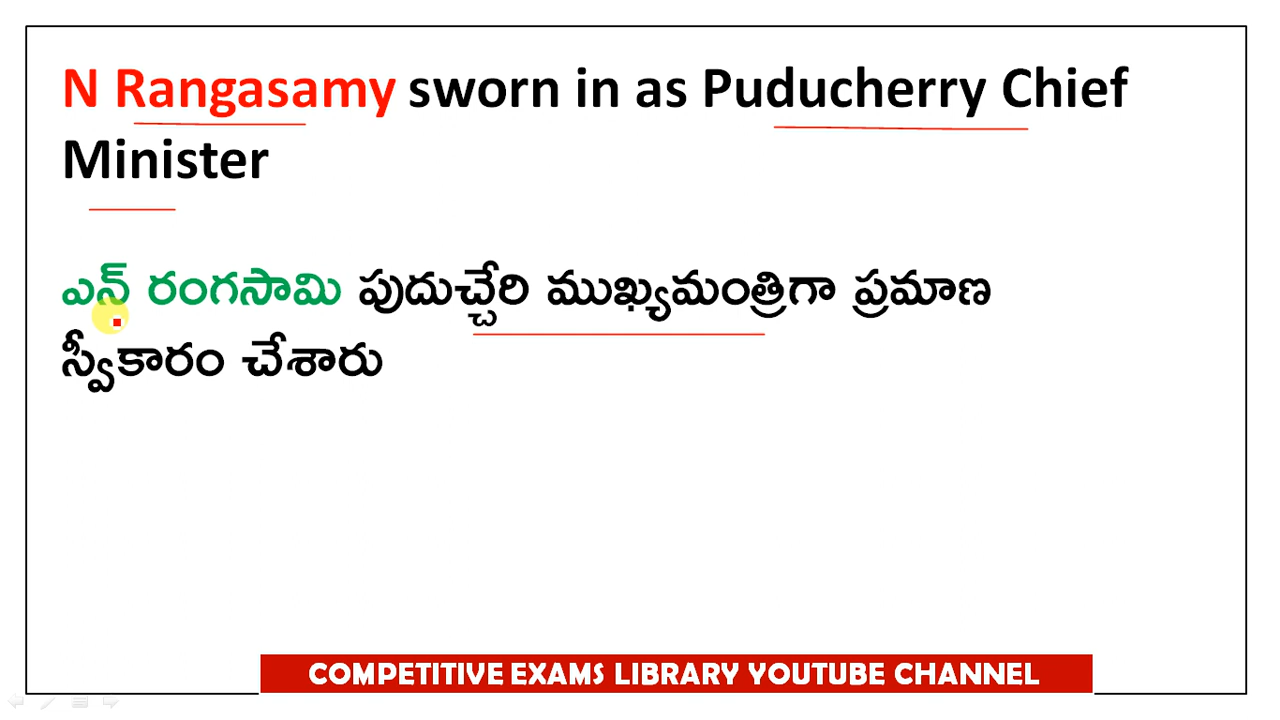 N Rangasamy sworn in as Puducherry Chief
Minister
ఎన్ రంగసామి పుదుచ్చేరి ముఖ్యమంత్రిగా ప్రమాణ
స్వీకారం చేశారు
COMPETITIVE EXAMS LIBRARY YOUTUBE CHANNEL